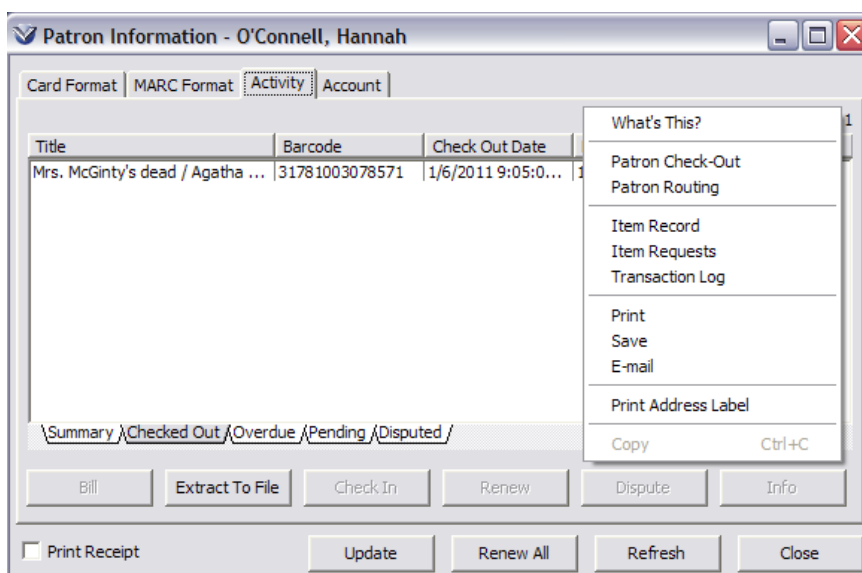 Patron Information - O'Connell, Hannah
Card Format MARC Format Activity Account
1
Title Barcode Check Out Date
Mrs. McGinty's dead / Agatha ... 31781003078571 1/6/2011 9:05:0... 1
What's This?
Patron Check-Out
Patron Routing
Item Record
Item Requests
Transaction Log
Print
Save
E-mail
Print Address Label
Copy Ctrl+C
Summary Checked Out Overdue Pending Disputed
Bill Extract To File Check In Renew Dispute Info
Print Receipt Update Renew All Refresh Close